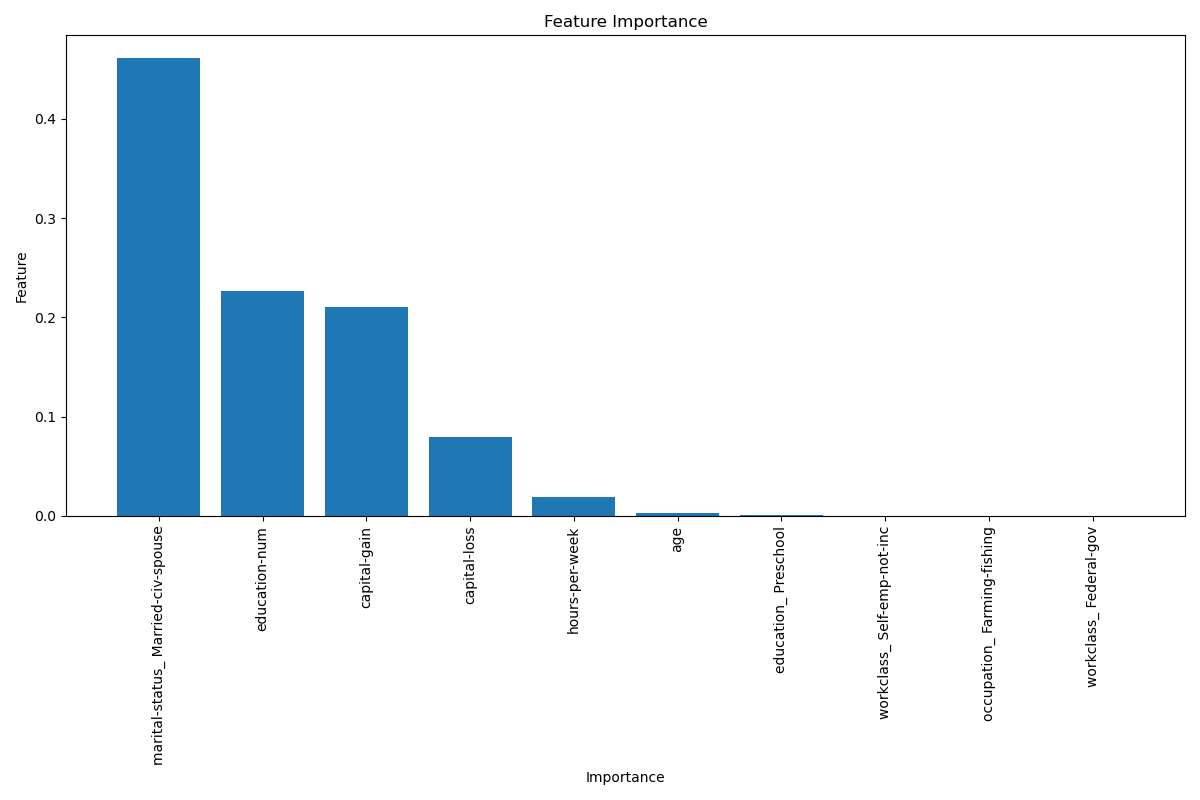 Feature Importance
Feature
0.4
0.3
0.2
0.1
0.0
marital-status_ Married-civ-spouse
education-num
capital-gain
capital-loss
hours-per-week
age
education_ Preschool
workclass_ Self-emp-not-inc
occupation_ Farming-fishing
workclass_ Federal-gov
Importance